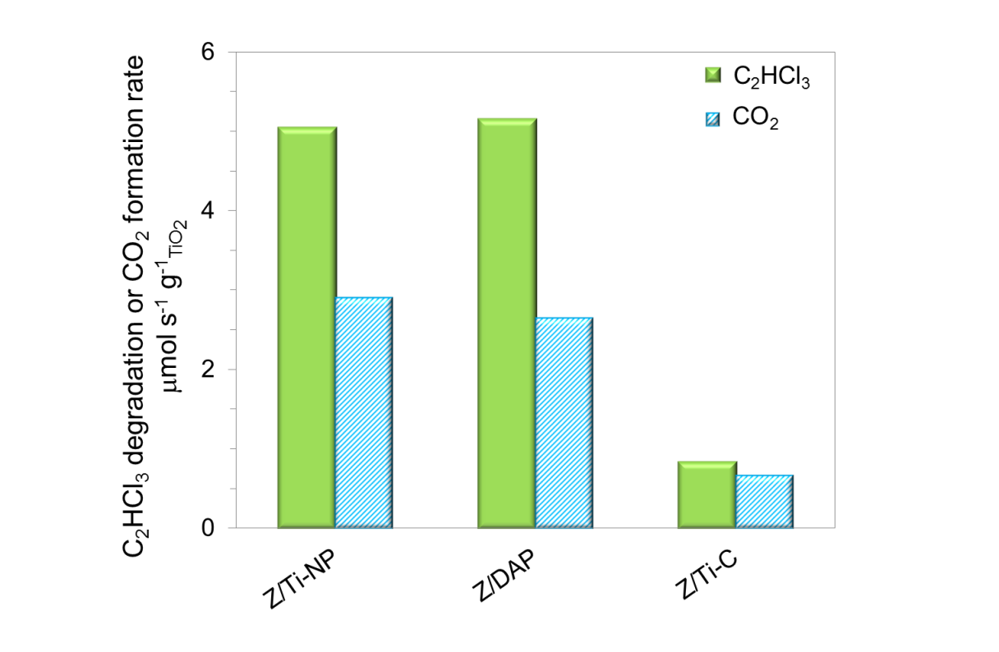 C₂HCl₃ degradation or CO₂ formation rate
μmol s⁻¹ g⁻¹TiO₂
6
4
2
0
C₂HCl₃
CO₂
Z/Ti-NP
Z/DAP
Z/Ti-C